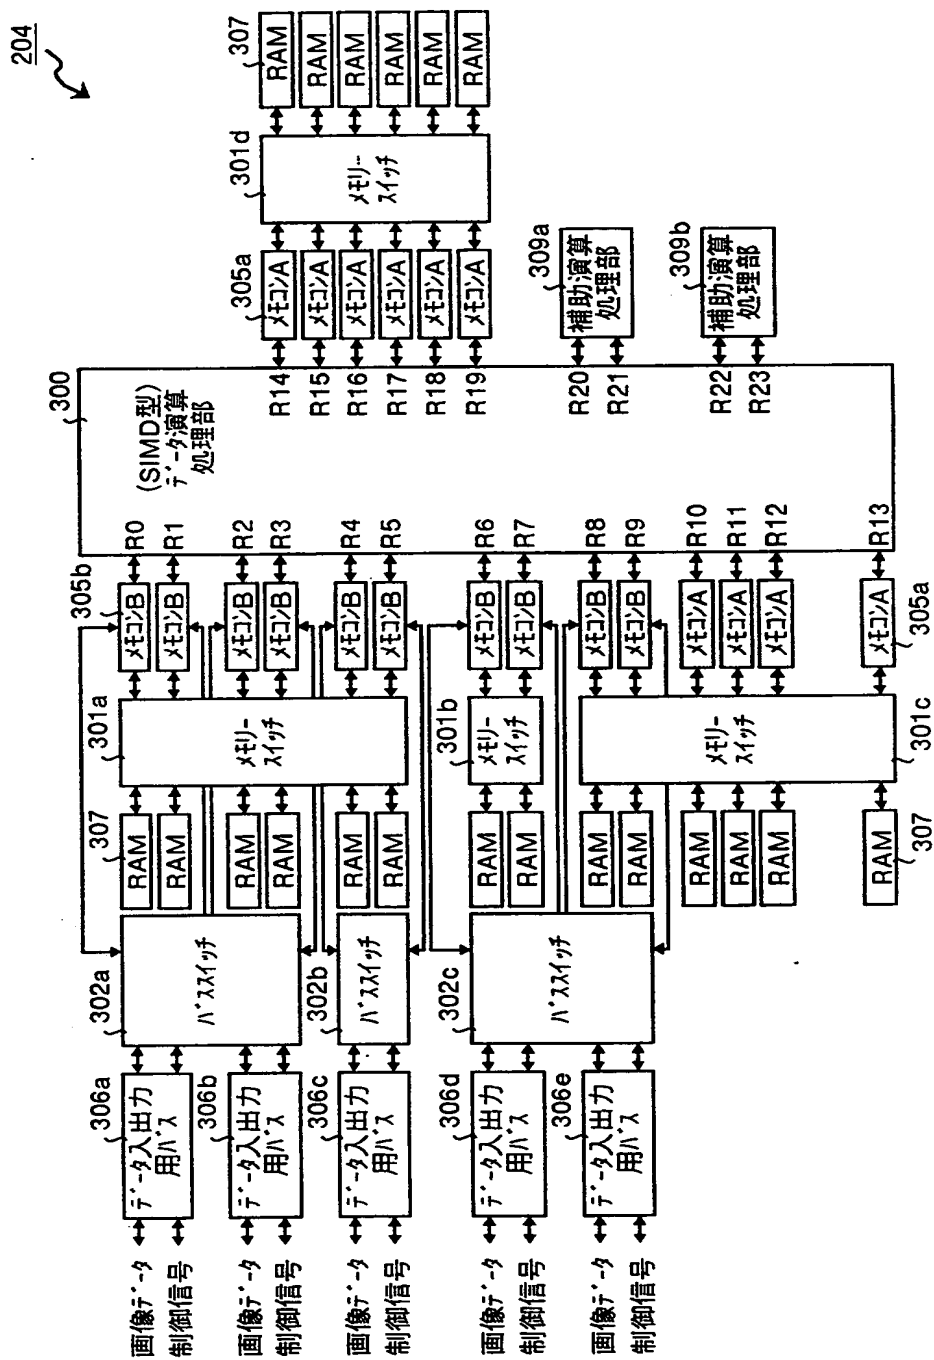 204
画像データ
制御信号
画像データ
制御信号
画像データ
制御信号
画像データ
制御信号
画像データ
制御信号
306a
データ入出力
用バス
306b
データ入出力
用バス
306c
データ入出力
用バス
306d
データ入出力
用バス
306e
データ入出力
用バス
302a
バススイッチ
302b
バススイッチ
302c
バススイッチ
307
RAM
RAM
RAM
RAM
RAM
RAM
RAM
RAM
RAM
RAM
RAM
RAM
RAM
RAM
307
301a
メモリー
スイッチ
301b
メモリー
スイッチ
メモリー
スイッチ
301c
305b
メモコンB
メモコンB
メモコンB
メモコンB
メモコンB
メモコンB
メモコンB
メモコンB
メモコンB
メモコンB
メモコンA
メモコンA
メモコンA
メモコンA
305a
300
(SIMD型)
データ演算
処理部
R0
R1
R2
R3
R4
R5
R6
R7
R8
R9
R10
R11
R12
R13
R14
R15
R16
R17
R18
R19
R20
R21
R22
R23
305a
メモコンA
メモコンA
メモコンA
メモコンA
メモコンA
メモコンA
301d
メモリー
スイッチ
307
RAM
RAM
RAM
RAM
RAM
RAM
309a
補助演算
処理部
309b
補助演算
処理部